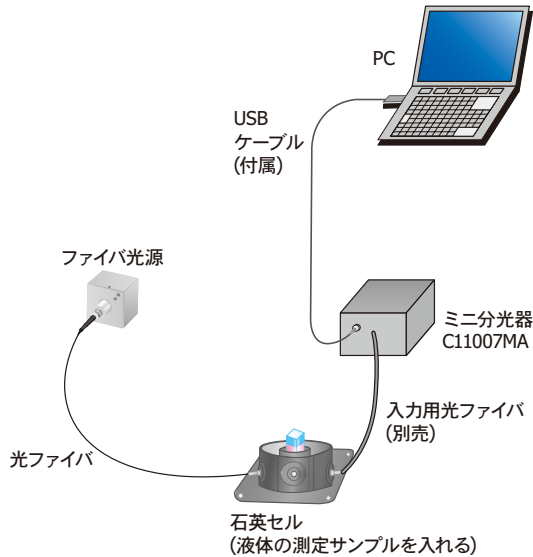 PC
USB
ケーブル
(付属)
ファイバ光源
ミニ分光器
C11007MA
入力用光ファイバ
(別売)
光ファイバ
石英セル
(液体の測定サンプルを入れる)